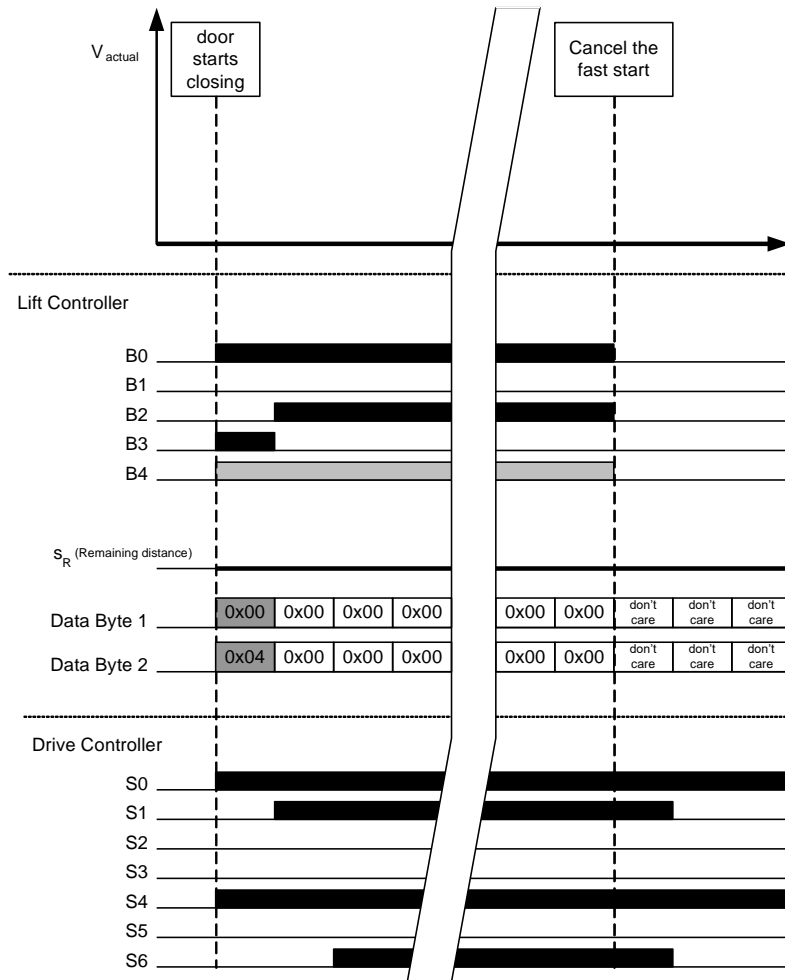 V actual
door
starts
closing
Cancel the
fast start
Lift Controller
B0
B1
B2
B3
B4
SR (Remaining distance)
Data Byte 1 0x00 0x00 0x00 0x00 0x00 0x00 don't care don't care don't care
Data Byte 2 0x04 0x00 0x00 0x00 0x00 0x00 don't care don't care don't care
Drive Controller
S0
S1
S2
S3
S4
S5
S6